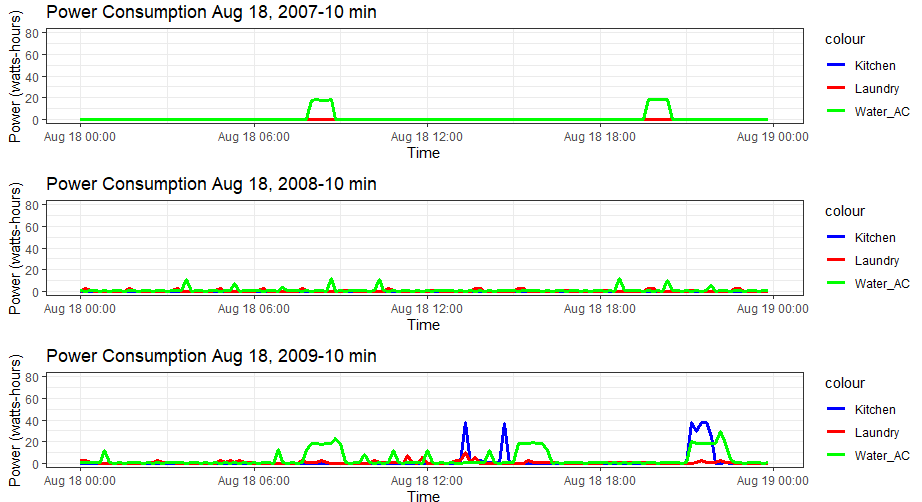 Power Consumption Aug 18, 2007-10 min
Power (watts-hours)
80
60
40
20
0
Aug 18 00:00 Aug 18 06:00 Aug 18 12:00 Aug 18 18:00 Aug 19 00:00
Time
colour
Kitchen
Laundry
Water_AC
Power Consumption Aug 18, 2008-10 min
Power (watts-hours)
80
60
40
20
0
Aug 18 00:00 Aug 18 06:00 Aug 18 12:00 Aug 18 18:00 Aug 19 00:00
Time
colour
Kitchen
Laundry
Water_AC
Power Consumption Aug 18, 2009-10 min
Power (watts-hours)
80
60
40
20
0
Aug 18 00:00 Aug 18 06:00 Aug 18 12:00 Aug 18 18:00 Aug 19 00:00
Time
colour
Kitchen
Laundry
Water_AC